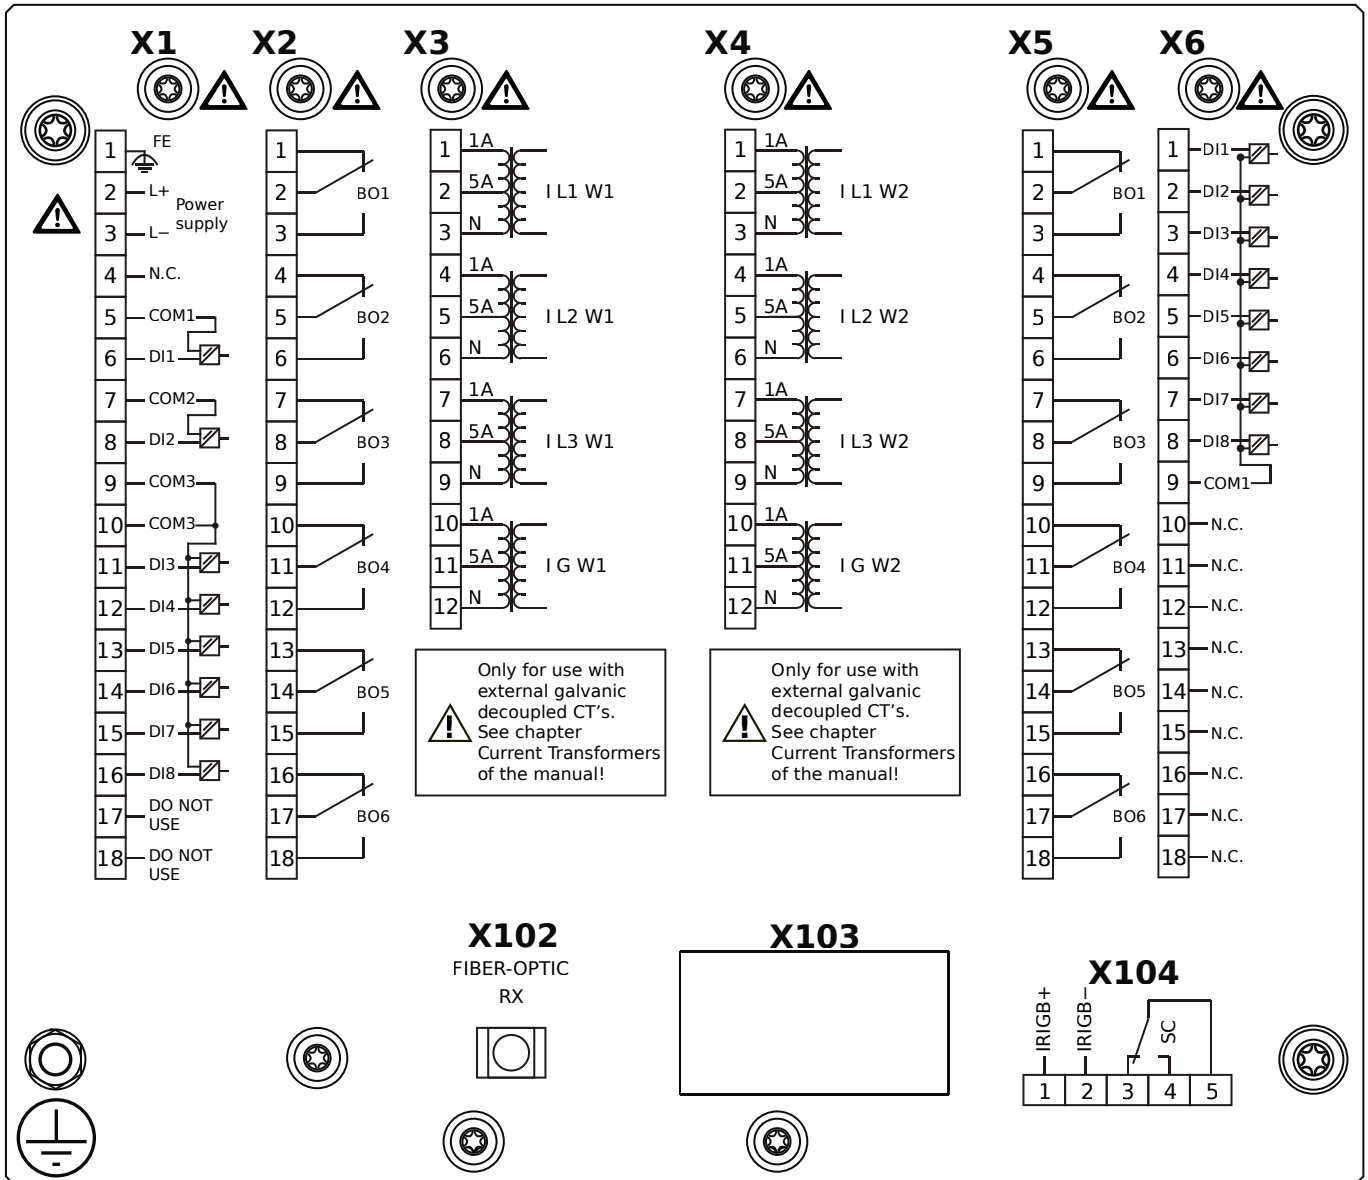 X1
X2
X3
X4
X5
X6
1
FE
2
L+
Power
supply
3
L−
4
N.C.
5
COM1
6
DI1
7
COM2
8
DI2
9
COM3
10
COM3
11
DI3
12
DI4
13
DI5
14
DI6
15
DI7
16
DI8
17
DO NOT
USE
18
DO NOT
USE
1
2
BO1
3
4
5
BO2
6
7
8
BO3
9
10
11
BO4
12
13
14
BO5
15
16
17
BO6
18
1
1A
2
5A
I L1 W1
3
N
4
1A
5
5A
I L2 W1
6
N
7
1A
8
5A
I L3 W1
9
N
10
1A
11
5A
I G W1
12
N
Only for use with
external galvanic
decoupled CT's.
See chapter
Current Transformers
of the manual!
1
1A
2
5A
I L1 W2
3
N
4
1A
5
5A
I L2 W2
6
N
7
1A
8
5A
I L3 W2
9
N
10
1A
11
5A
I G W2
12
N
Only for use with
external galvanic
decoupled CT's.
See chapter
Current Transformers
of the manual!
1
2
BO1
3
4
5
BO2
6
7
8
BO3
9
10
11
BO4
12
13
14
BO5
15
16
17
BO6
18
1
DI1
2
DI2
3
DI3
4
DI4
5
DI5
6
DI6
7
DI7
8
DI8
9
COM1
10
N.C.
11
N.C.
12
N.C.
13
N.C.
14
N.C.
15
N.C.
16
N.C.
17
N.C.
18
N.C.
X102
FIBER-OPTIC
RX
X103
X104
IRIGB+
IRIGB−
SC
1 2 3 4 5